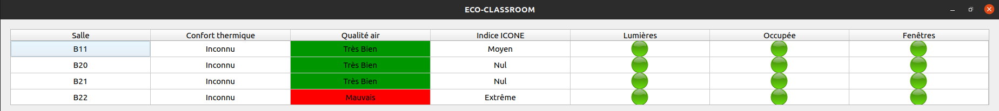 ECO-CLASSROOM
Salle Confort thermique Qualité air Indice ICONE Lumières Occupée Fenêtres
B11 Inconnu Très Bien Moyen
B20 Inconnu Très Bien Nul
B21 Inconnu Très Bien Nul
B22 Inconnu Mauvais Extrême